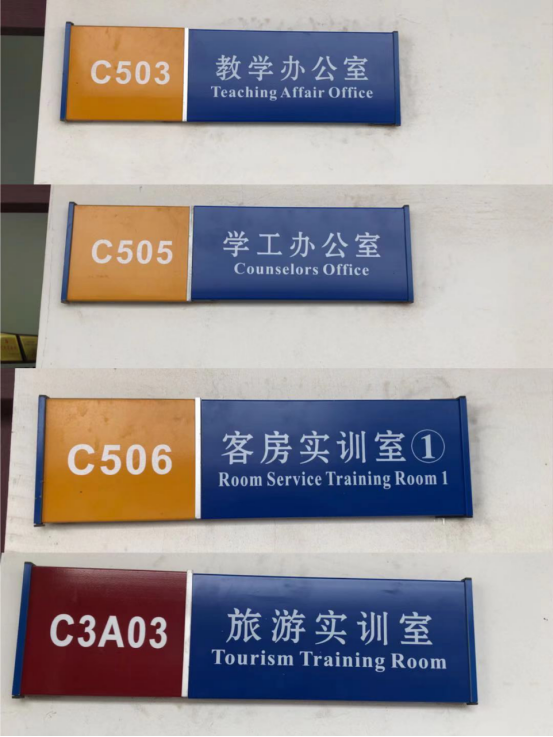 C503
教学办公室
Teaching Affair Office
C505
学工办公室
Counselors Office
C506
客房实训室①
Room Service Training Room 1
C3A03
旅游实训室
Tourism Training Room